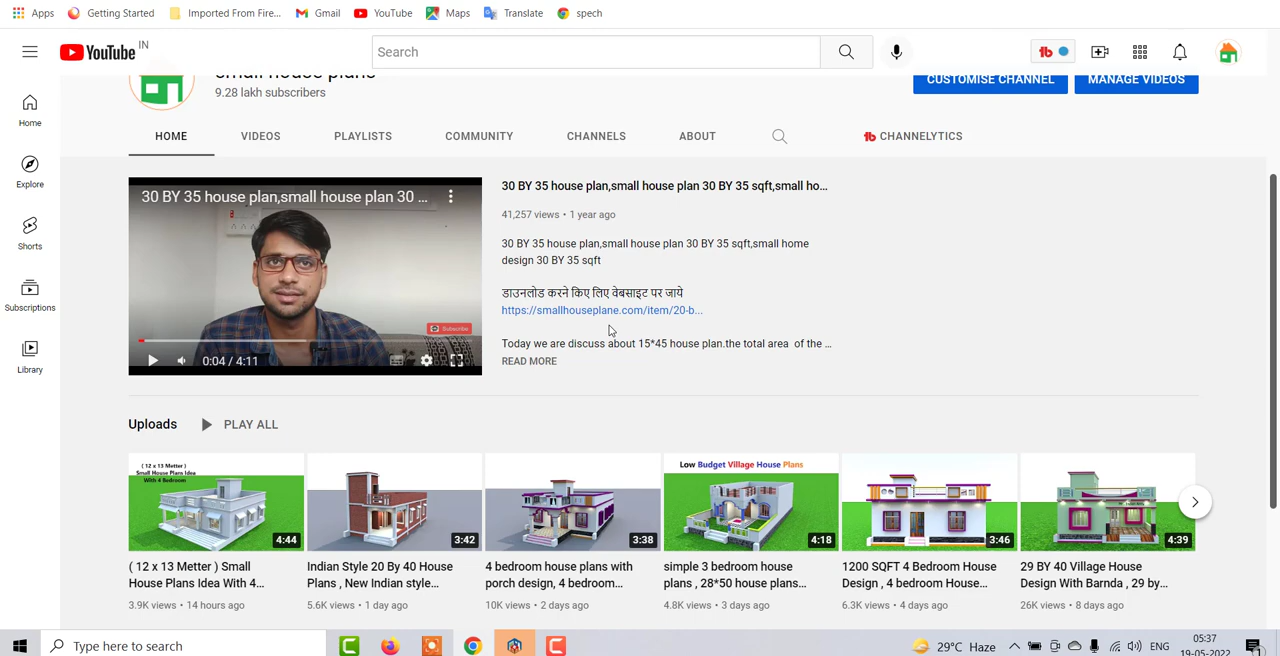 Apps Getting Started Imported From Fire... Gmail YouTube Maps Translate spech
YouTube IN
Search
small house plans
9.28 lakh subscribers
CUSTOMISE CHANNEL MANAGE VIDEOS
Home
Explore
Shorts
Subscriptions
Library
HOME VIDEOS PLAYLISTS COMMUNITY CHANNELS ABOUT CHANNELYTICS
30 BY 35 house plan,small house plan 30 ...
Subscribe
0:04 / 4:11
30 BY 35 house plan,small house plan 30 BY 35 sqft,small ho...
41,257 views • 1 year ago
30 BY 35 house plan,small house plan 30 BY 35 sqft,small home
design 30 BY 35 sqft
डाउनलोड करने किए लिए वेबसाइट पर जाये
https://smallhouseplane.com/item/20-b...
Today we are discuss about 15*45 house plan.the total area of the ...
READ MORE
Uploads PLAY ALL
( 12 x 13 Metter )
Small House Plans Idea
With 4 Bedroom
4:44
( 12 x 13 Metter ) Small
House Plans Idea With 4...
3.9K views • 14 hours ago
3:42
Indian Style 20 By 40 House
Plans , New Indian style...
5.6K views • 1 day ago
3:38
4 bedroom house plans with
porch design, 4 bedroom...
10K views • 2 days ago
Low Budget Village House Plans
4:18
simple 3 bedroom house
plans , 28*50 house plans...
4.8K views • 3 days ago
3:46
1200 SQFT 4 Bedroom House
Design , 4 bedroom House...
6.3K views • 4 days ago
4:39
29 BY 40 Village House
Design With Barnda , 29 by...
26K views • 8 days ago
Type here to search
29°C Haze ENG
05:37
19-05-2022
1